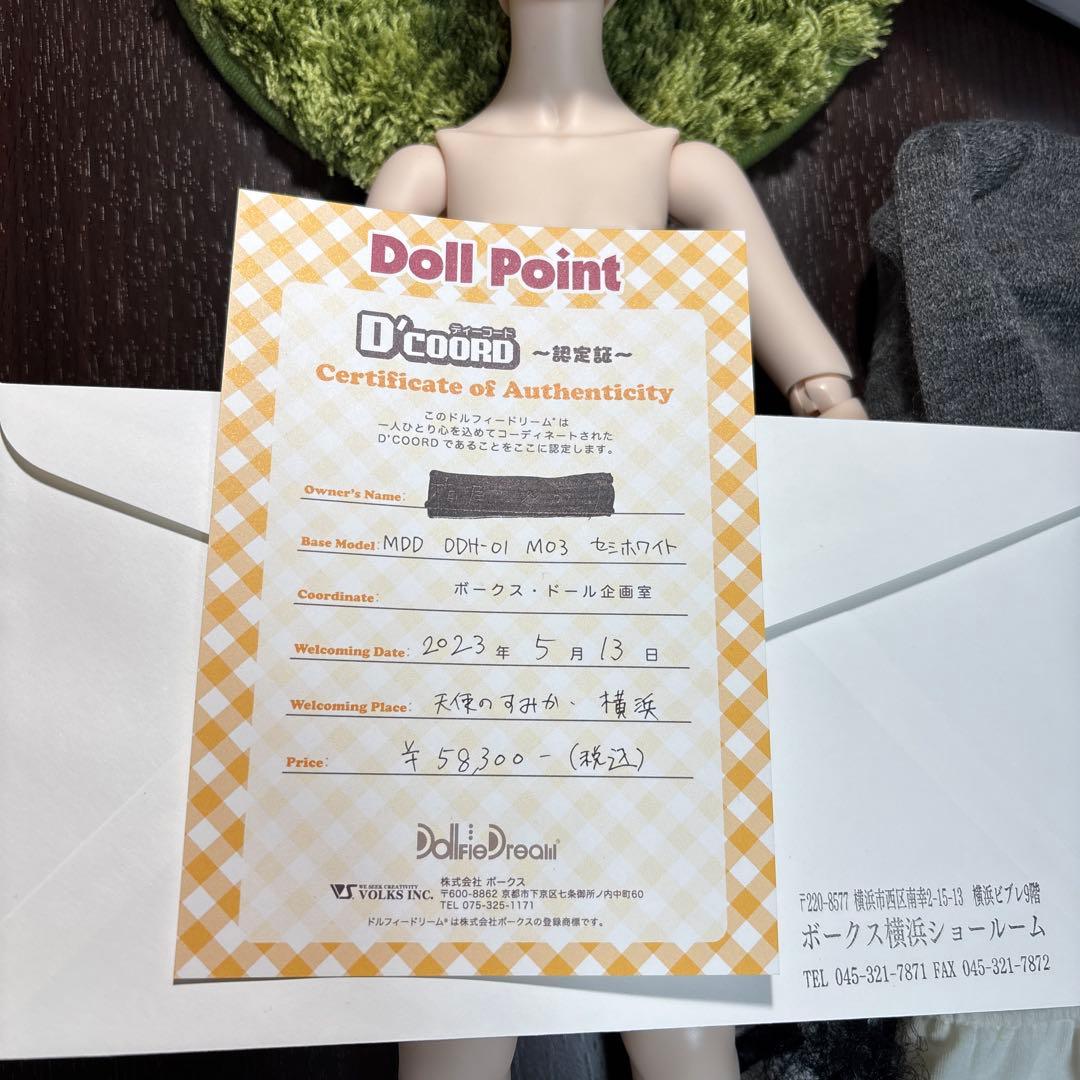 Doll Point
ディーコード
D'COORD ～認定証～
Certificate of Authenticity
このドルフィードリーム®は
一人ひとり心を込めてコーディネートされた
D'COORDであることをここに認定します。
Owner's Name:
Base Model: MDD DDH-01 M03 セミホワイト
Coordinate: ボークス・ドール企画室
Welcoming Date: 2023年 5月 13日
Welcoming Place: 天使のすみか・横浜
Price: ¥58,300-(税込)
DollfieDream®
WE SEEK CREATIVITY
VS. VOLKS INC.
株式会社 ボークス
〒600-8862 京都市下京区七条御所ノ内中町60
TEL 075-325-1171
ドルフィードリーム®は株式会社ボークスの登録商標です。
〒220-8577 横浜市西区南幸2-15-13 横浜ビブレ9階
ボークス横浜ショールーム
TEL 045-321-7871 FAX 045-321-7872